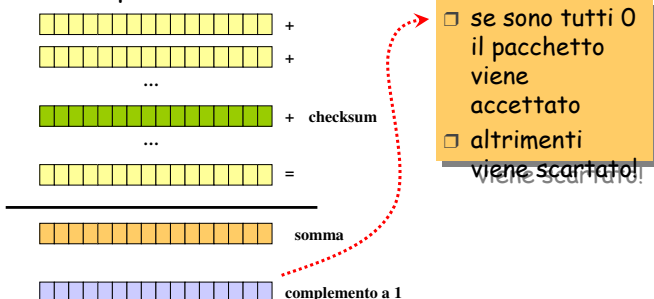 +
+
...
+ checksum
...
=
somma
complemento a 1
❐ se sono tutti 0
il pacchetto
viene
accettato
❐ altrimenti
viene scartato!